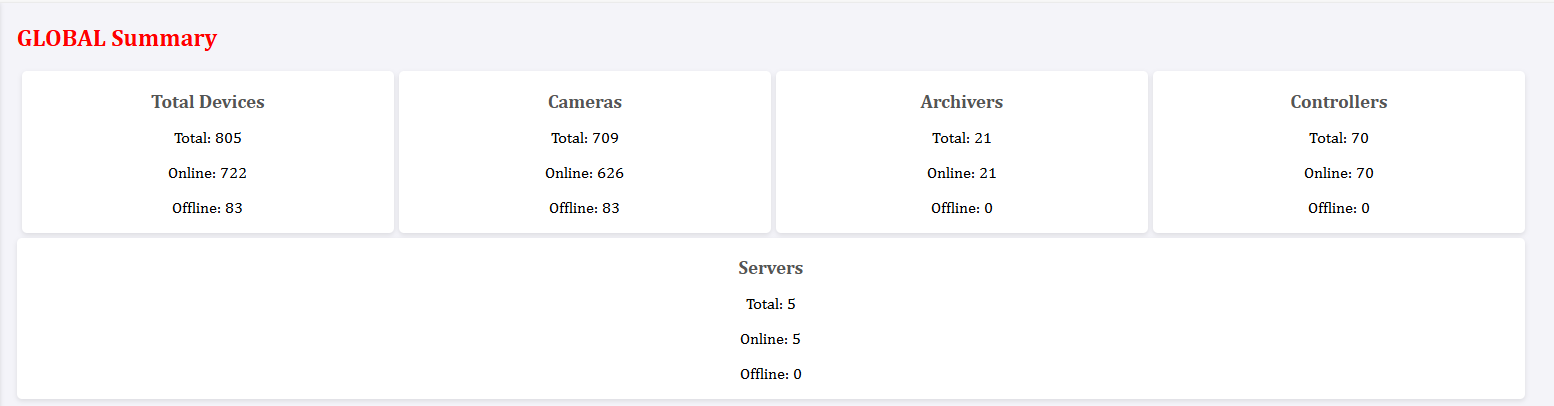 GLOBAL Summary
Total Devices
Total: 805
Online: 722
Offline: 83
Cameras
Total: 709
Online: 626
Offline: 83
Archivers
Total: 21
Online: 21
Offline: 0
Controllers
Total: 70
Online: 70
Offline: 0
Servers
Total: 5
Online: 5
Offline: 0